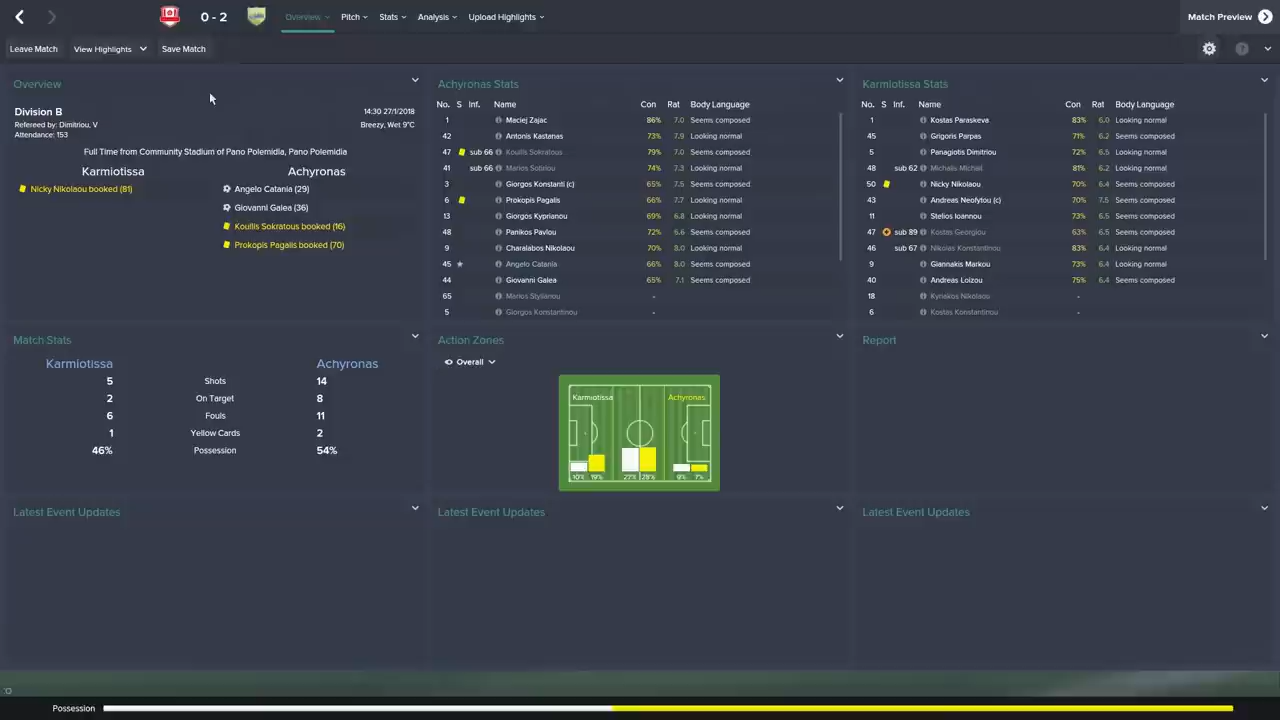 0 - 2 Overview Pitch Stats Analysis Upload Highlights Match Preview
Leave Match View Highlights Save Match
Overview
Division B 14:30 27/1/2018
Refereed by: Dimitriou, V Breezy, Wet 9°C
Attendance: 153
Full Time from Community Stadium of Pano Polemidia, Pano Polemidia
Karmiotissa Achyronas
Nicky Nikolaou booked (81) Angelo Catania (29)
Giovanni Galea (36)
Koullis Sokratous booked (16)
Prokopis Pagalis booked (70)
Achyronas Stats
No. S Inf. Name Con Rat Body Language
1 Maciej Zajac 86% 7.0 Seems composed
42 Antonis Kastanas 73% 7.9 Looking normal
47 sub 66 Koullis Sokratous 79% 7.0 Seems composed
41 sub 66 Marios Sotiriou 74% 7.3 Looking normal
3 Giorgos Konstanti (c) 65% 7.5 Seems composed
6 Prokopis Pagalis 66% 7.7 Looking normal
13 Giorgos Kyprianou 69% 6.8 Looking normal
48 Panikos Pavlou 72% 6.6 Seems composed
9 Charalabos Nikolaou 70% 8.0 Looking normal
45 Angelo Catania 66% 8.0 Seems composed
44 Giovanni Galea 65% 7.1 Seems composed
65 Marios Stylianou -
5 Giorgos Konstantinou -
Karmiotissa Stats
No. S Inf. Name Con Rat Body Language
1 Kostas Paraskeva 83% 6.0 Seems composed
45 Grigoris Parpas 71% 6.2 Seems composed
5 Panagiotis Dimitriou 72% 6.5 Looking normal
48 sub 62 Michalis Michail 81% 6.2 Looking normal
50 Nicky Nikolaou 70% 6.4 Seems composed
43 Andreas Neofytou (c) 70% 7.5 Seems composed
11 Stelios Ioannou 73% 6.5 Looking normal
47 sub 89 Kostas Georgiou 63% 6.5 Seems composed
46 sub 67 Nikolas Konstantinou 83% 6.4 Looking normal
9 Giannakis Markou 73% 6.4 Looking normal
40 Andreas Loizou 75% 6.4 Seems composed
18 Kyriakos Nikolaou -
6 Kostas Konstantinou -
Match Stats
Karmiotissa Achyronas
5 Shots 14
2 On Target 8
6 Fouls 11
1 Yellow Cards 2
46% Possession 54%
Action Zones
Overall
Karmiotissa Achyronas
10% 19% 27% 28% 9% 7%
Report
Latest Event Updates Latest Event Updates Latest Event Updates
Possession